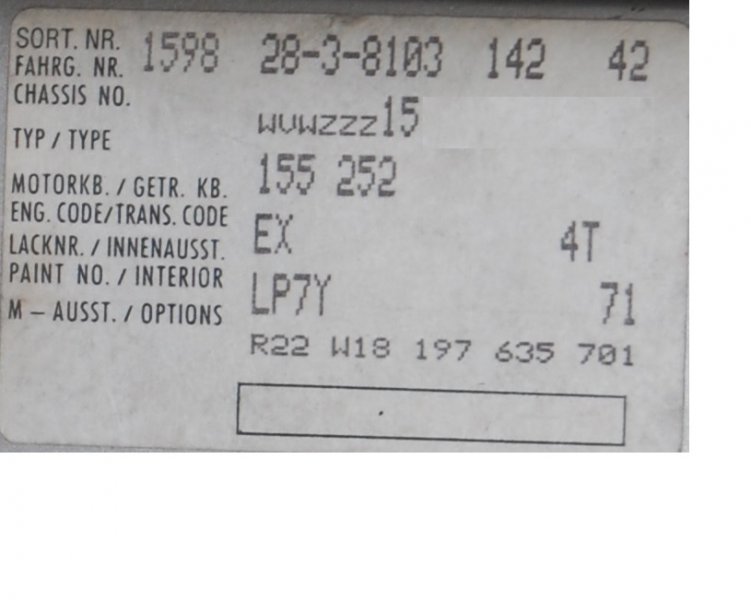 SORT. NR. 1598 28-3-8103 142 42
FAHRG. NR.
CHASSIS NO. WVWZZZ15
TYP / TYPE 155 252
MOTORKB. / GETR. KB.
ENG. CODE/TRANS. CODE EX 4T
LACKNR. / INNENAUSST.
PAINT NO. / INTERIOR LP7Y 71
M – AUSST. / OPTIONS R22 W18 197 635 701